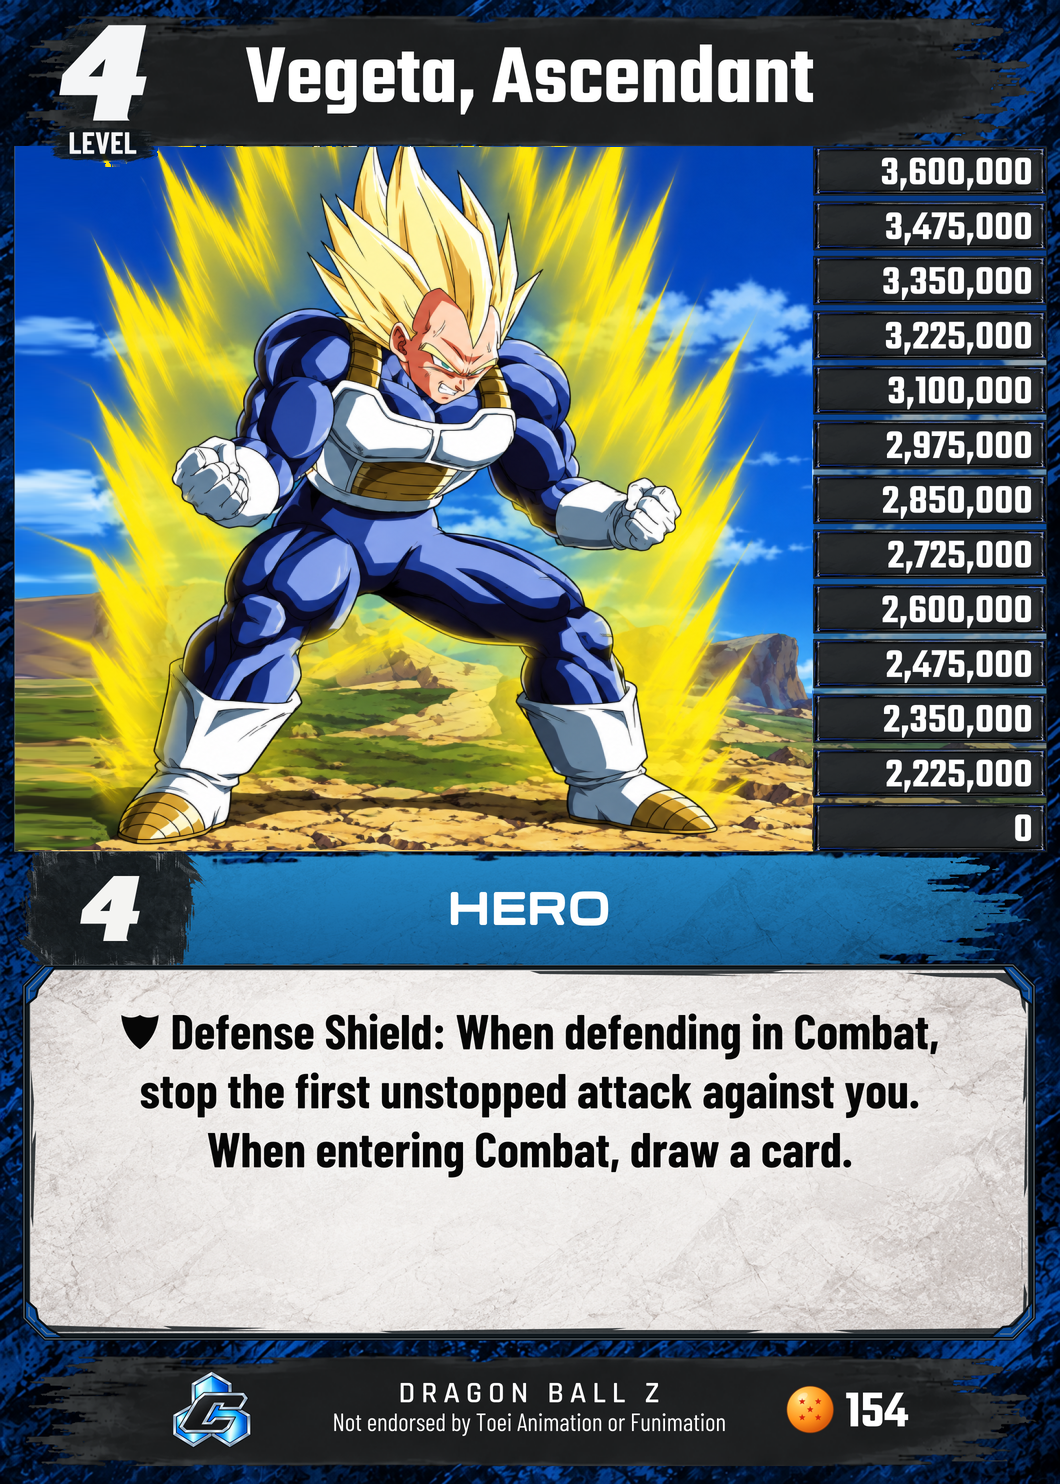 4
LEVEL
Vegeta, Ascendant
3,600,000
3,475,000
3,350,000
3,225,000
3,100,000
2,975,000
2,850,000
2,725,000
2,600,000
2,475,000
2,350,000
2,225,000
0
4
HERO
Defense Shield: When defending in Combat,
stop the first unstopped attack against you.
When entering Combat, draw a card.
DRAGON BALL Z
Not endorsed by Toei Animation or Funimation
154